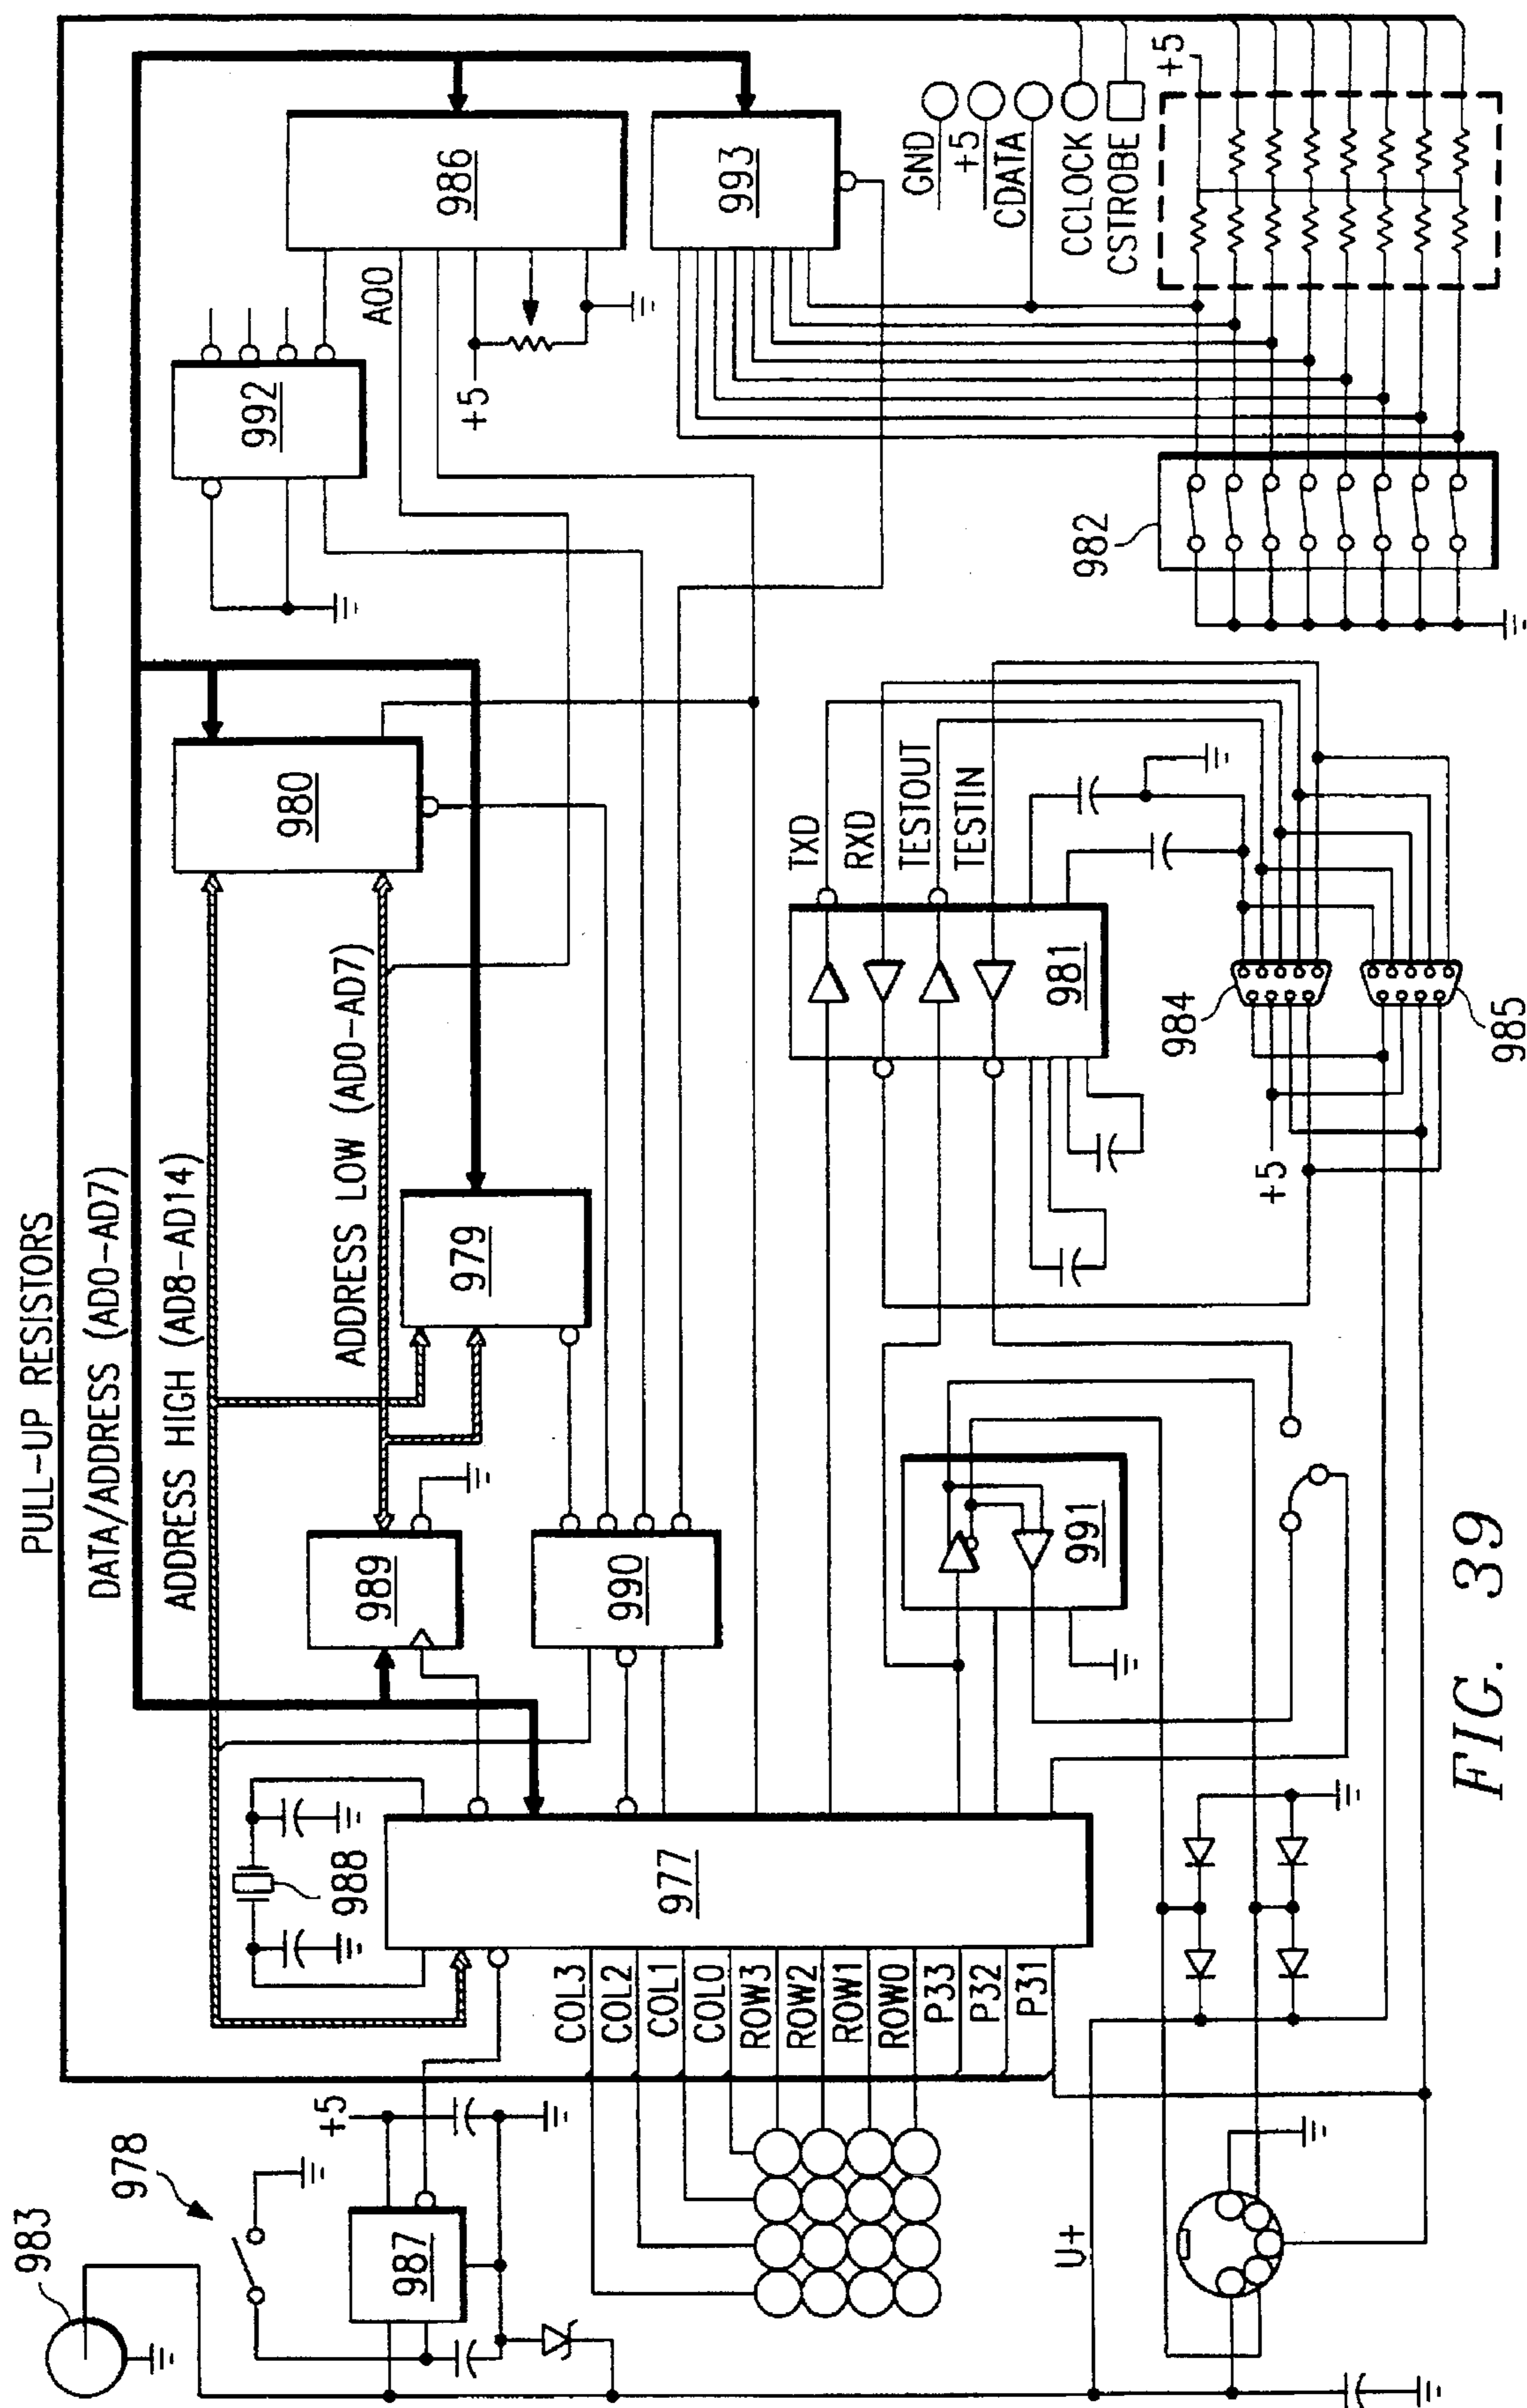 PULL-UP RESISTORS
DATA/ADDRESS (AD0-AD7)
ADDRESS HIGH (AD8-AD14)
ADDRESS LOW (AD0-AD7)
983
978
+5
987
988
977
COL3
COL2
COL1
COL0
ROW3
ROW2
ROW1
ROW0
P33
P32
P31
U+
989
990
979
980
992
986
A00
+5
993
GND
+5
CDATA
CCLOCK
CSTROBE
+5
982
991
981
TXD
RXD
TESTOUT
TESTIN
984
985
+5
FIG. 39